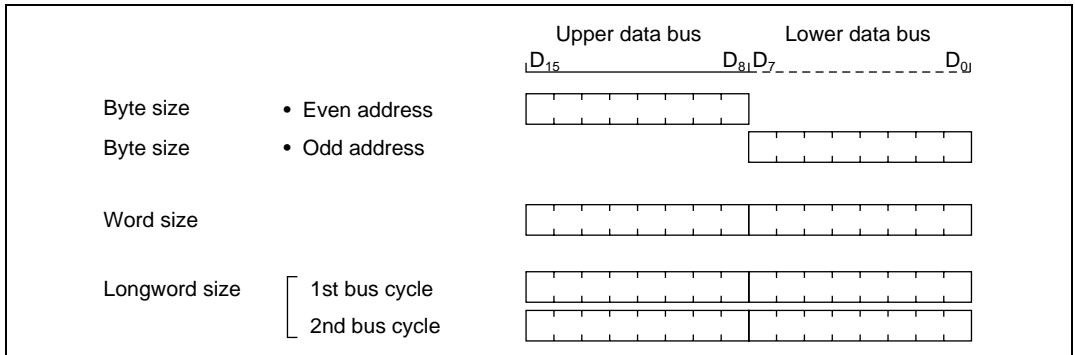 Upper data bus Lower data bus
D15 D8 D7 D0
Byte size • Even address
Byte size • Odd address
Word size
Longword size 1st bus cycle
2nd bus cycle